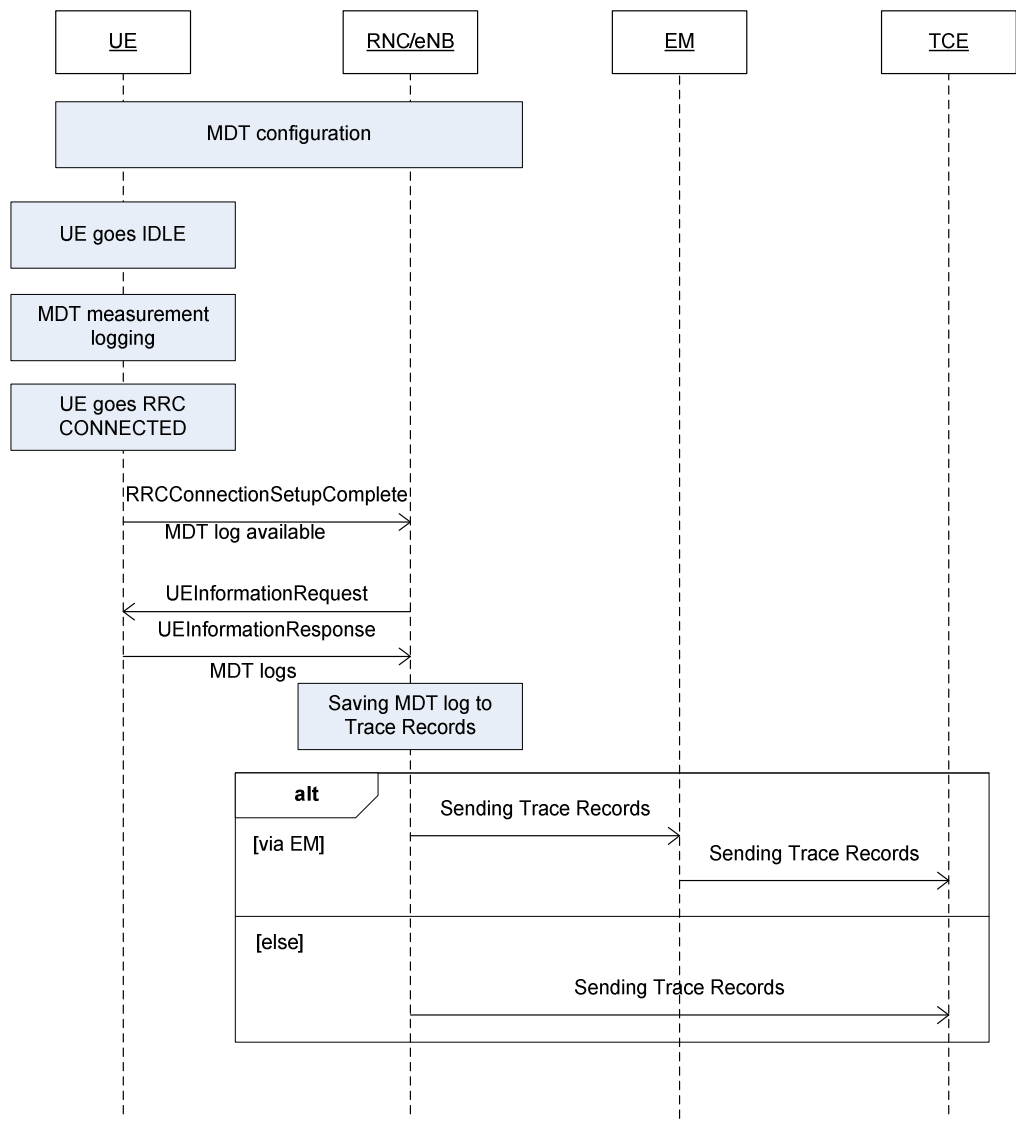 UE
RNC/eNB
EM
TCE
MDT configuration
UE goes IDLE
MDT measurement
logging
UE goes RRC
CONNECTED
RRCConnectionSetupComplete
MDT log available
UEInformationRequest
UEInformationResponse
MDT logs
Saving MDT log to
Trace Records
alt
Sending Trace Records
[via EM]
Sending Trace Records
[else]
Sending Trace Records